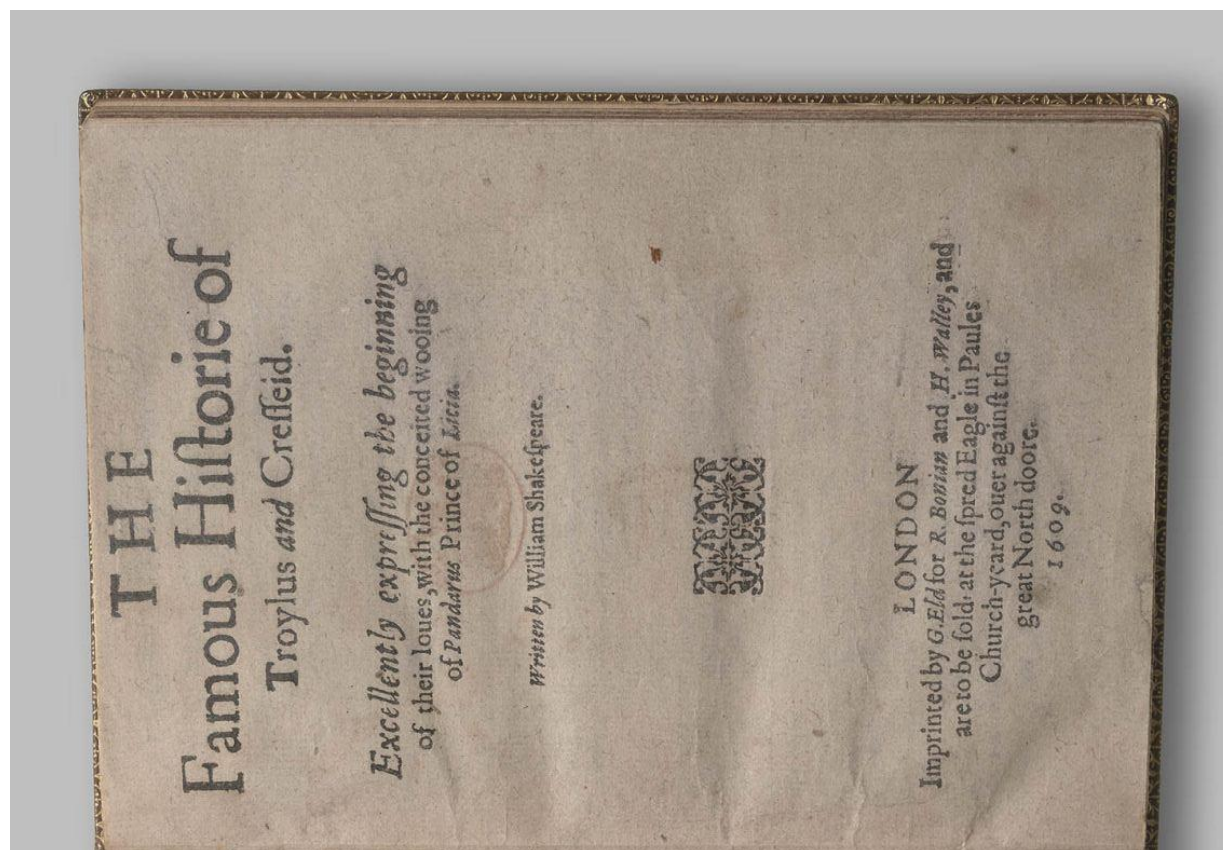 THE
Famous Hiſtorie of
Troylus and Creſſeid.
Excellently expreſſing the beginning
of their loues, with the conceited wooing
of Pandarus Prince of Licia.
Written by William Shakeſpeare.
LONDON
Imprinted by G. Eld for R. Bonian and H. Walley, and
are to be ſold at the ſpred Eagle in Paules
Church-yeard, ouer againſt the
great North doore.
1609.